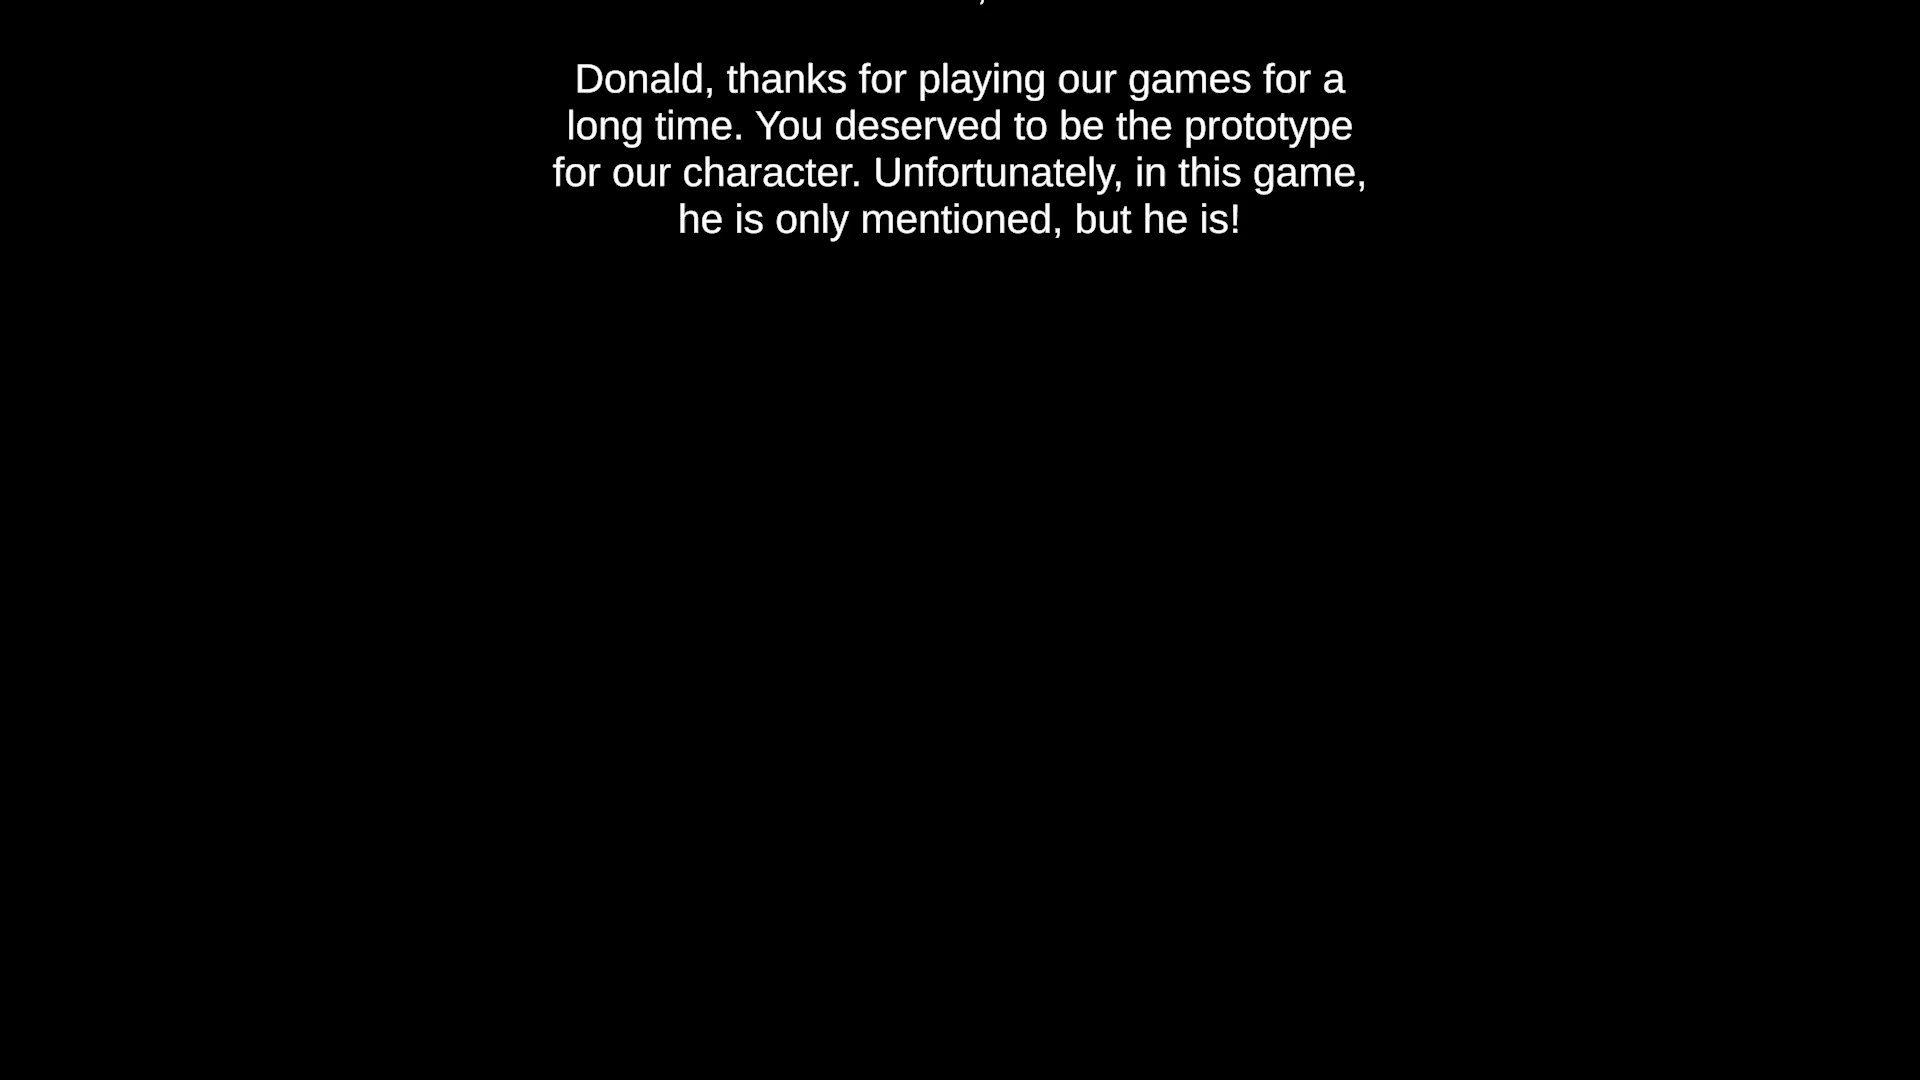 Donald, thanks for playing our games for a
long time. You deserved to be the prototype
for our character. Unfortunately, in this game,
he is only mentioned, but he is!